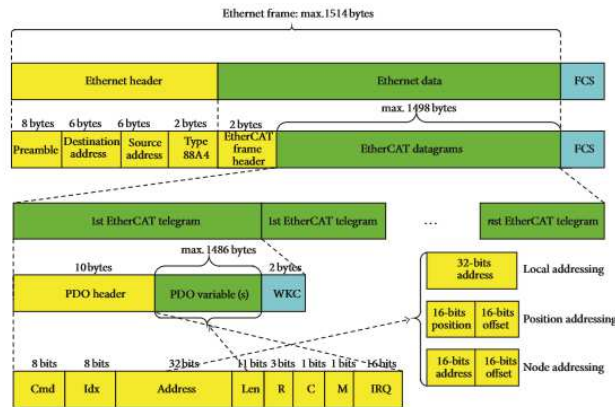 Ethernet frame: max. 1514 bytes
Ethernet header Ethernet data FCS
max. 1498 bytes
8 bytes 6 bytes 6 bytes 2 bytes 2 bytes
Preamble Destination address Source address Type 88A4 EtherCAT frame header EtherCAT datagrams FCS
1st EtherCAT telegram 1st EtherCAT telegram ... nst EtherCAT telegram
max. 1486 bytes
10 bytes 2 bytes
PDO header PDO variable (s) WKC
32-bits address Local addressing
16-bits position 16-bits offset Position addressing
16-bits address 16-bits offset Node addressing
8 bits 8 bits 32 bits 11 bits 3 bits 1 bits 1 bits 16 bits
Cmd Idx Address Len R C M IRQ